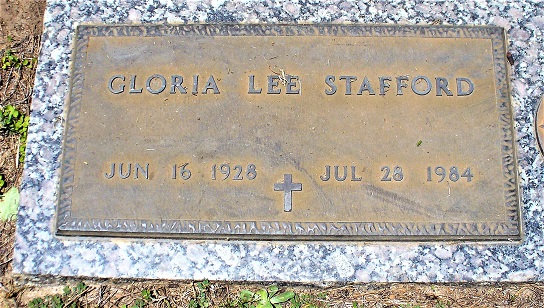 GLORIA LEE STAFFORD
JUN 16 1928 JUL 28 1984